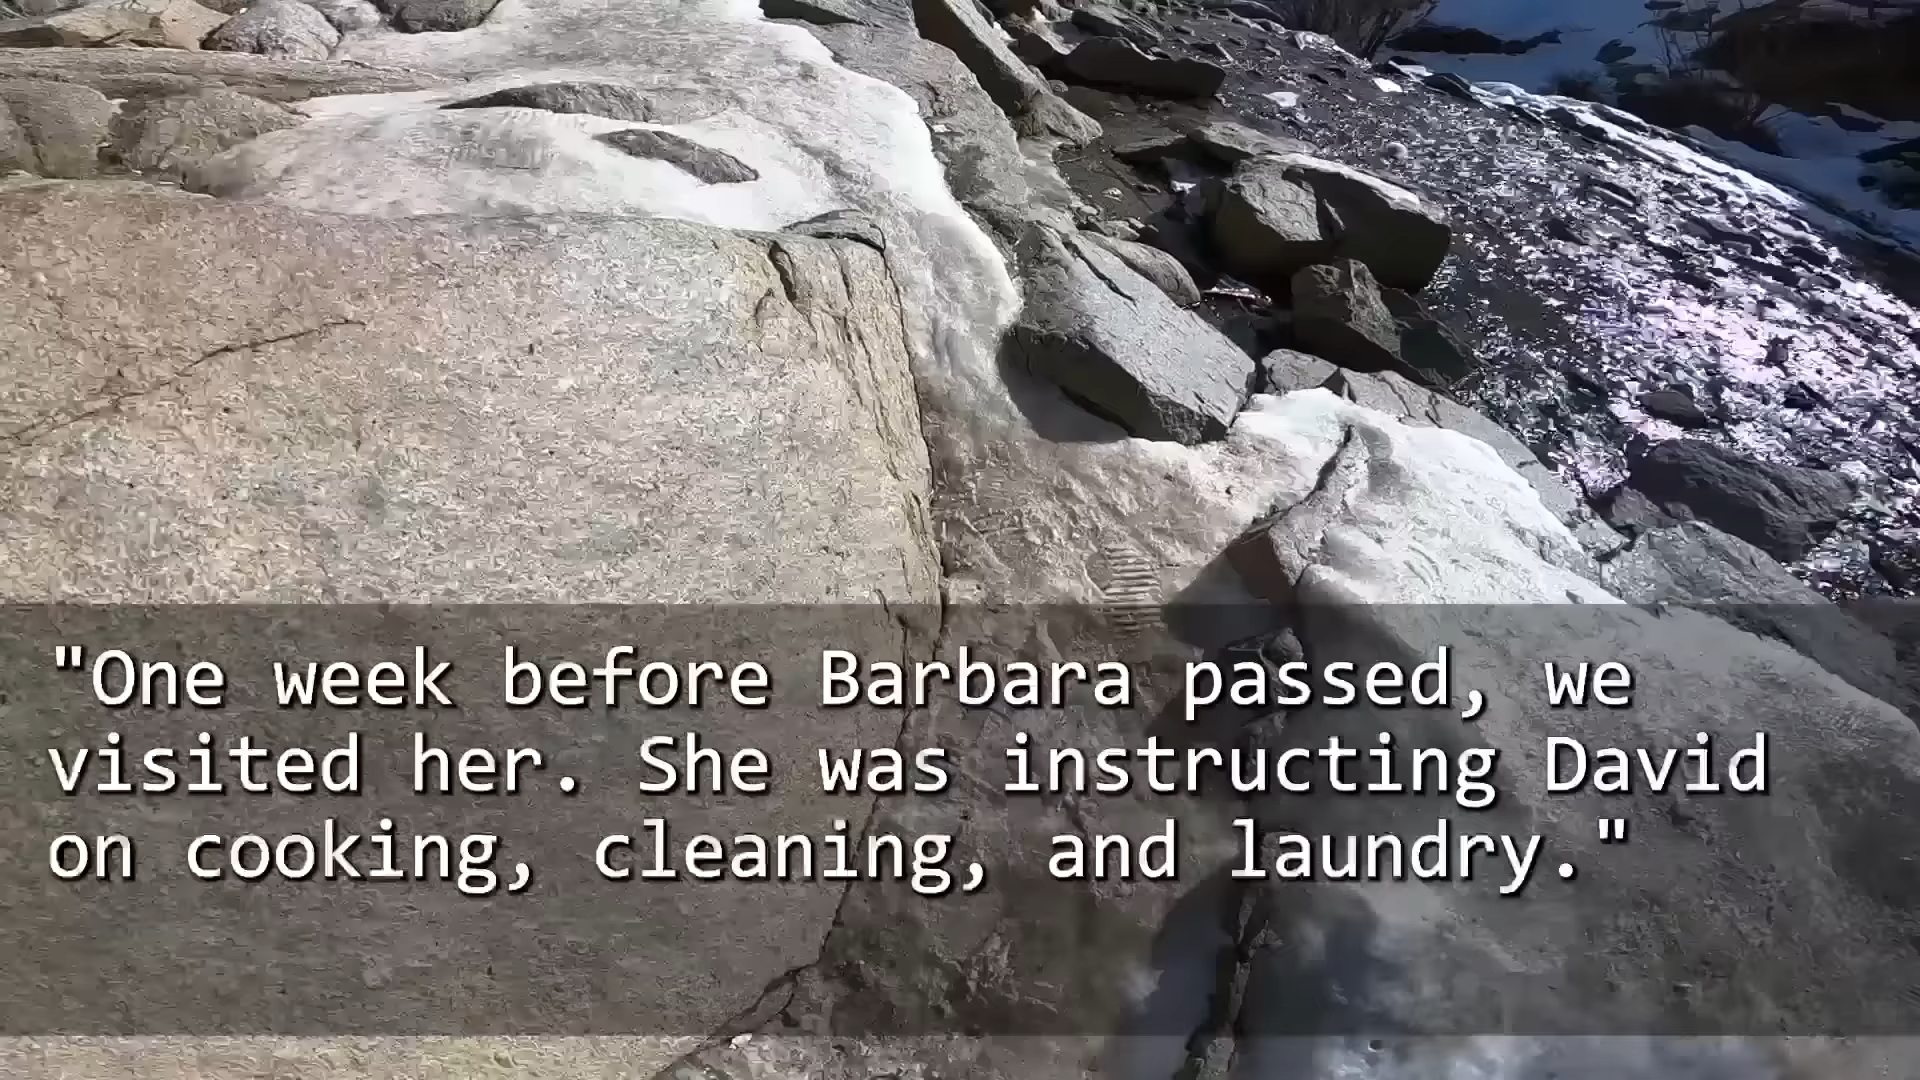 "One week before Barbara passed, we
visited her. She was instructing David
on cooking, cleaning, and laundry."